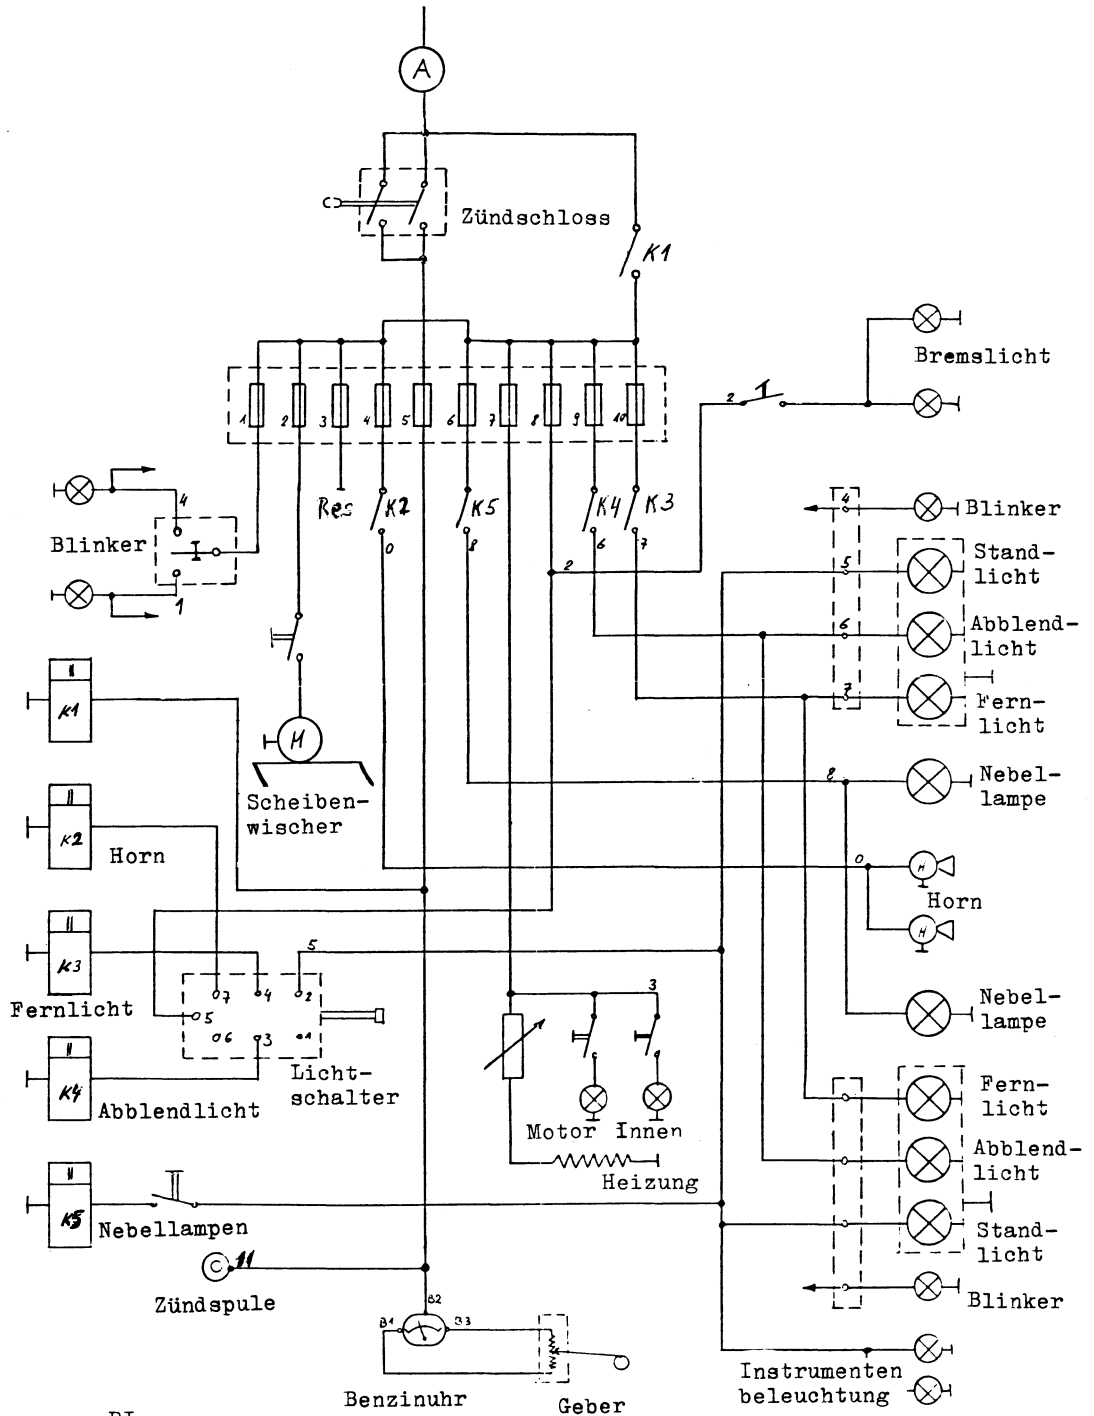 A
Zündschloss
K1
Bremslicht
1 2 3 4 5 6 7 8 9 10
2
4
Blinker
1
Res
K2
K5
K4
K3
0
8
6
7
2
4
Blinker
5
Stand-
licht
6
Abblend-
licht
7
Fern-
licht
K1
M
Scheiben-
wischer
8
Nebel-
lampe
K2
Horn
0
H
Horn
H
K3
Fernlicht
5
7 4 2
5
6 3 1
Licht-
schalter
3
Nebel-
lampe
K4
Abblendlicht
Motor Innen
Heizung
Fern-
licht
Abblend-
licht
Stand-
licht
Blinker
K5
Nebellampen
C 11
Zündspule
B2
B1
B3
Benzinuhr
Geber
Instrumenten
beleuchtung